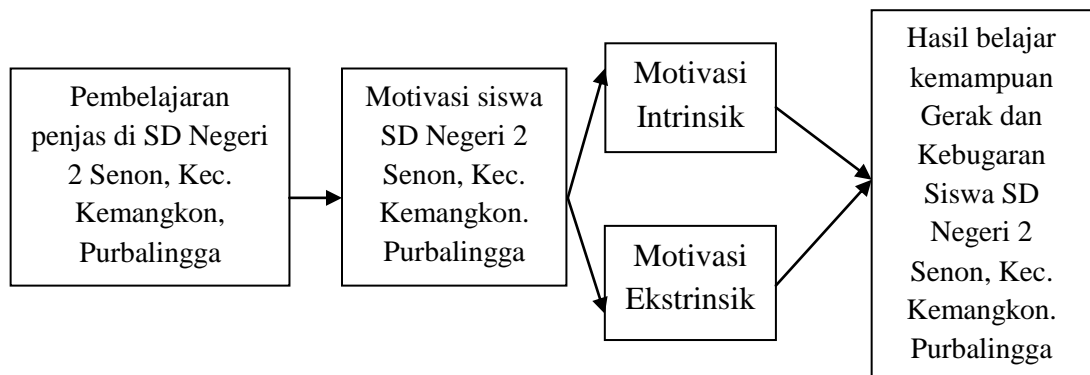 Pembelajaran
penjas di SD Negeri
2 Senon, Kec.
Kemangkon,
Purbalingga
Motivasi siswa
SD Negeri 2
Senon, Kec.
Kemangkon.
Purbalingga
Motivasi
Intrinsik
Motivasi
Ekstrinsik
Hasil belajar
kemampuan
Gerak dan
Kebugaran
Siswa SD
Negeri 2
Senon, Kec.
Kemangkon.
Purbalingga